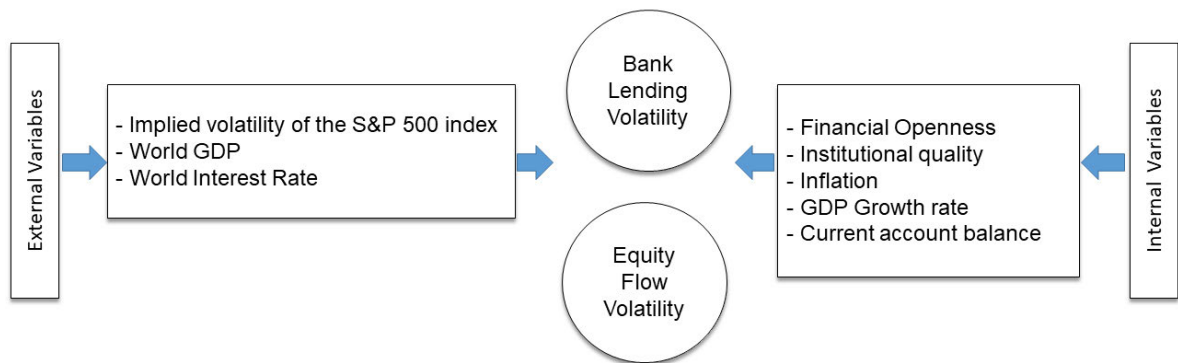 External Variables
- Implied volatility of the S&P 500 index
- World GDP
- World Interest Rate
Bank
Lending
Volatility
Equity
Flow
Volatility
- Financial Openness
- Institutional quality
- Inflation
- GDP Growth rate
- Current account balance
Internal Variables